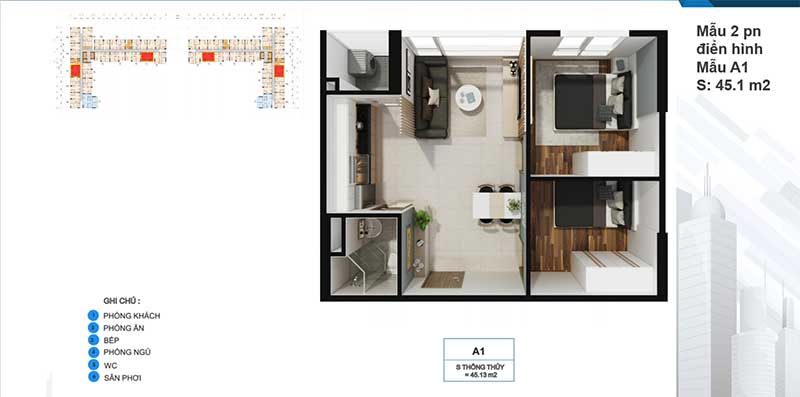 Mẫu 2 pn
điển hình
Mẫu A1
S: 45.1 m2
GHI CHÚ :
1 PHÒNG KHÁCH
2 PHÒNG ĂN
3 BẾP
4 PHÒNG NGỦ
5 WC
6 SÂN PHƠI
A1
S THÔNG THỦY
= 45.13 m2